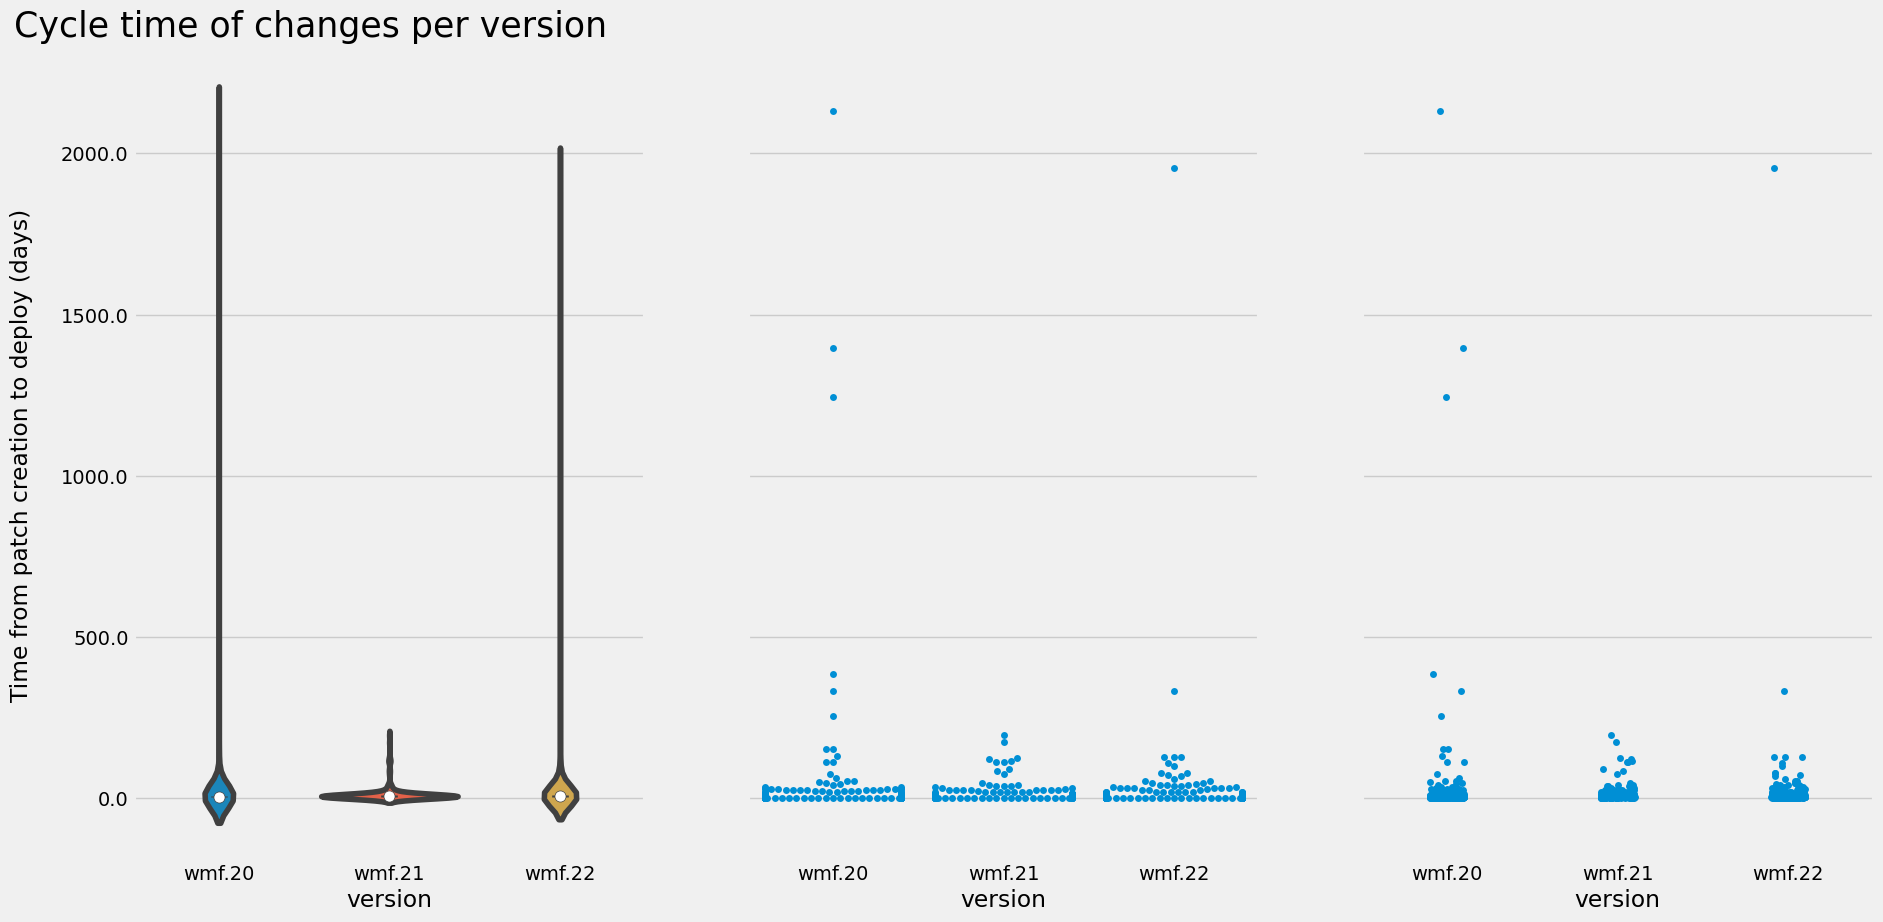 Cycle time of changes per version
Time from patch creation to deploy (days)
2000.0
1500.0
1000.0
500.0
0.0
wmf.20 wmf.21 wmf.22
version
wmf.20 wmf.21 wmf.22
version
wmf.20 wmf.21 wmf.22
version